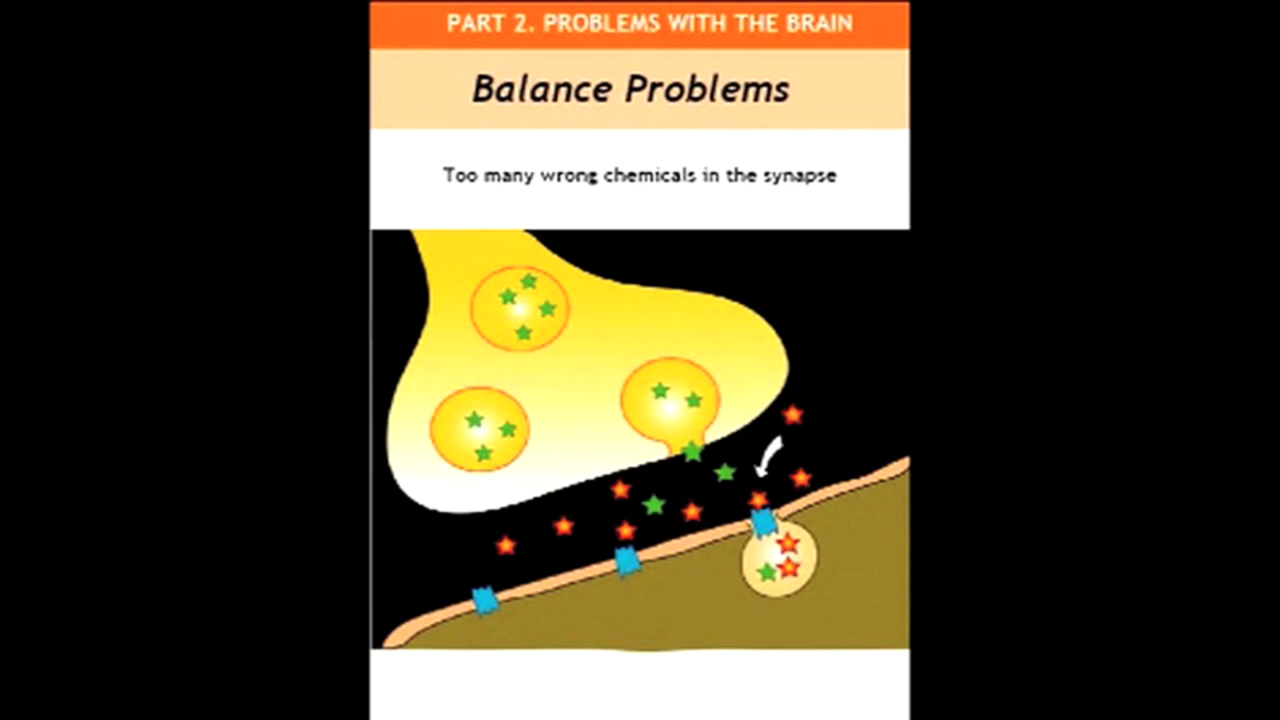 PART 2. PROBLEMS WITH THE BRAIN
Balance Problems
Too many wrong chemicals in the synapse